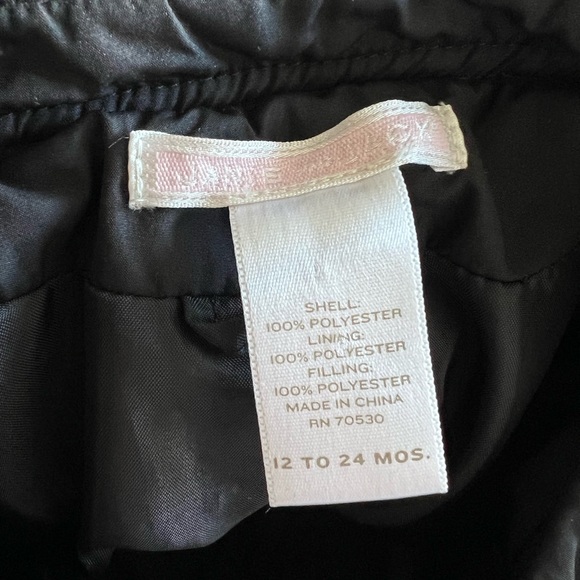 SHELL:
100% POLYESTER
LINING:
100% POLYESTER
FILLING:
100% POLYESTER
MADE IN CHINA
RN 70530
12 TO 24 MOS.